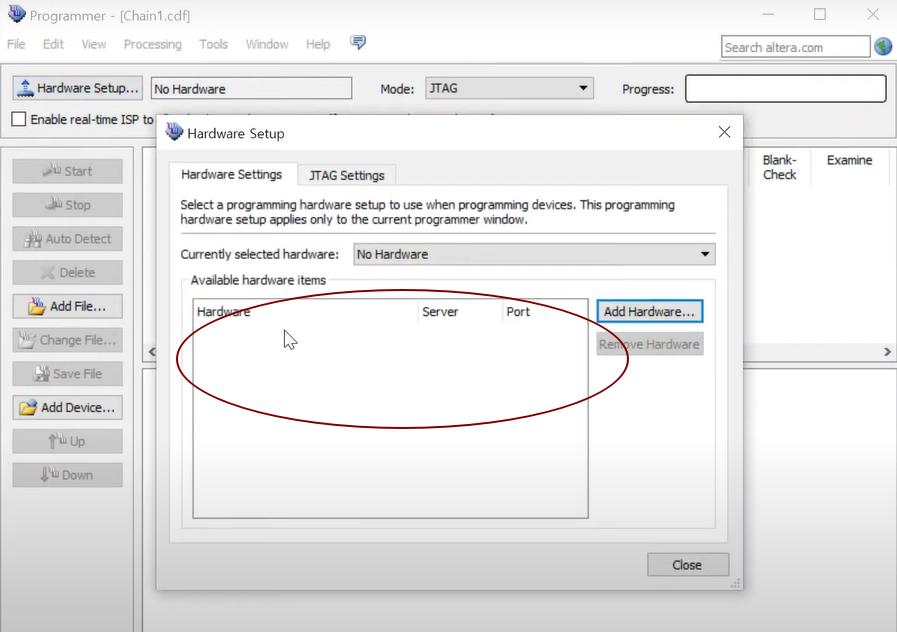 Programmer - [Chain1.cdf]
File Edit View Processing Tools Window Help
Search altera.com
Hardware Setup... No Hardware Mode: JTAG Progress:
Enable real-time ISP to
Hardware Setup
Hardware Settings JTAG Settings
Select a programming hardware setup to use when programming devices. This programming
hardware setup applies only to the current programmer window.
Currently selected hardware: No Hardware
Available hardware items
Hardware Server Port
Add Hardware...
Remove Hardware
Close
Start
Stop
Auto Detect
Delete
Add File...
Change File...
Save File
Add Device...
Up
Down
Blank-
Check
Examine